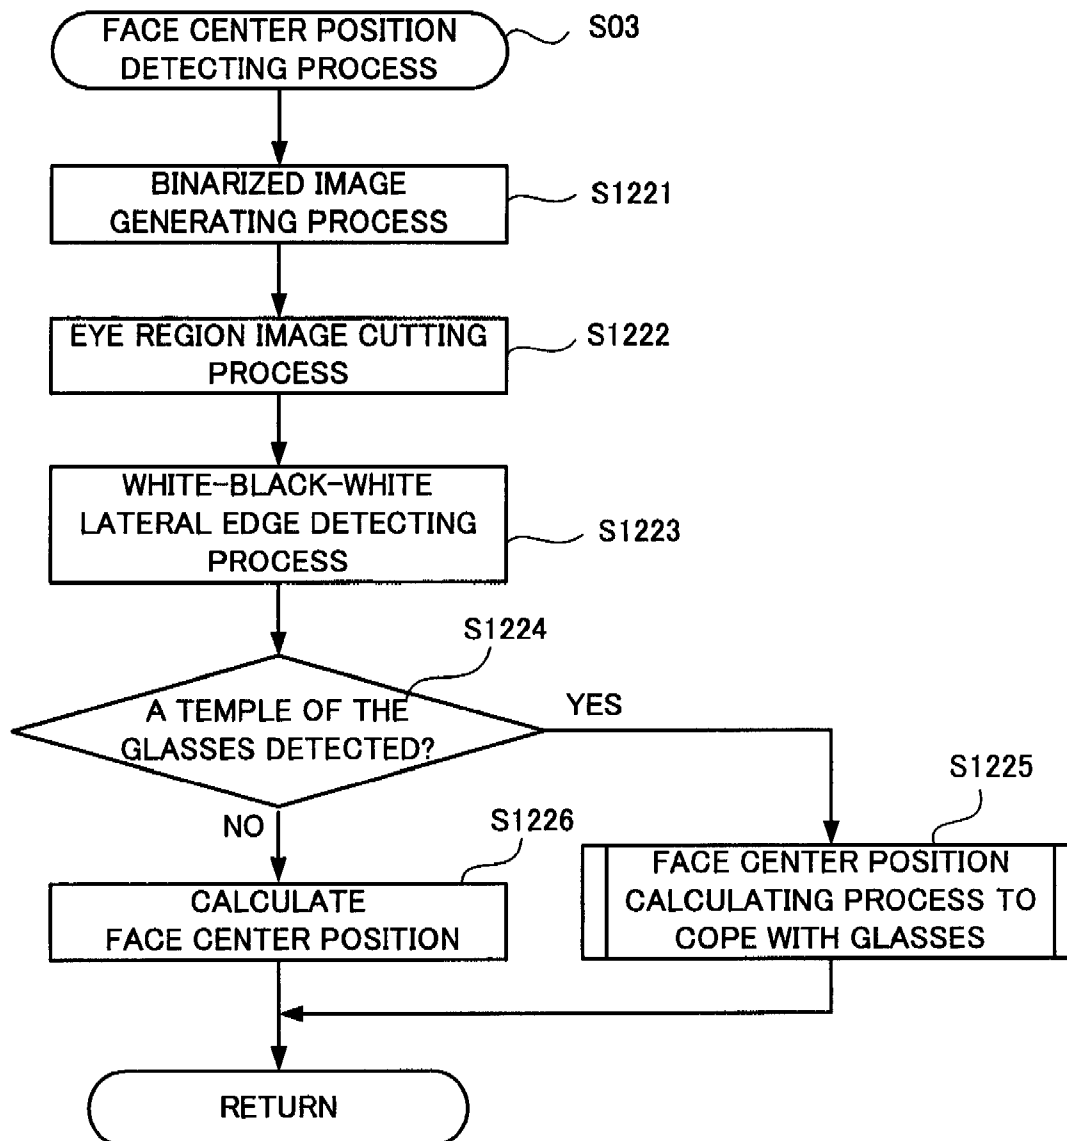 FACE CENTER POSITION
DETECTING PROCESS
S03
BINARIZED IMAGE
GENERATING PROCESS
S1221
EYE REGION IMAGE CUTTING
PROCESS
S1222
WHITE-BLACK-WHITE
LATERAL EDGE DETECTING
PROCESS
S1223
S1224
A TEMPLE OF THE
GLASSES DETECTED?
YES
NO
S1225
FACE CENTER POSITION
CALCULATING PROCESS TO
COPE WITH GLASSES
S1226
CALCULATE
FACE CENTER POSITION
RETURN